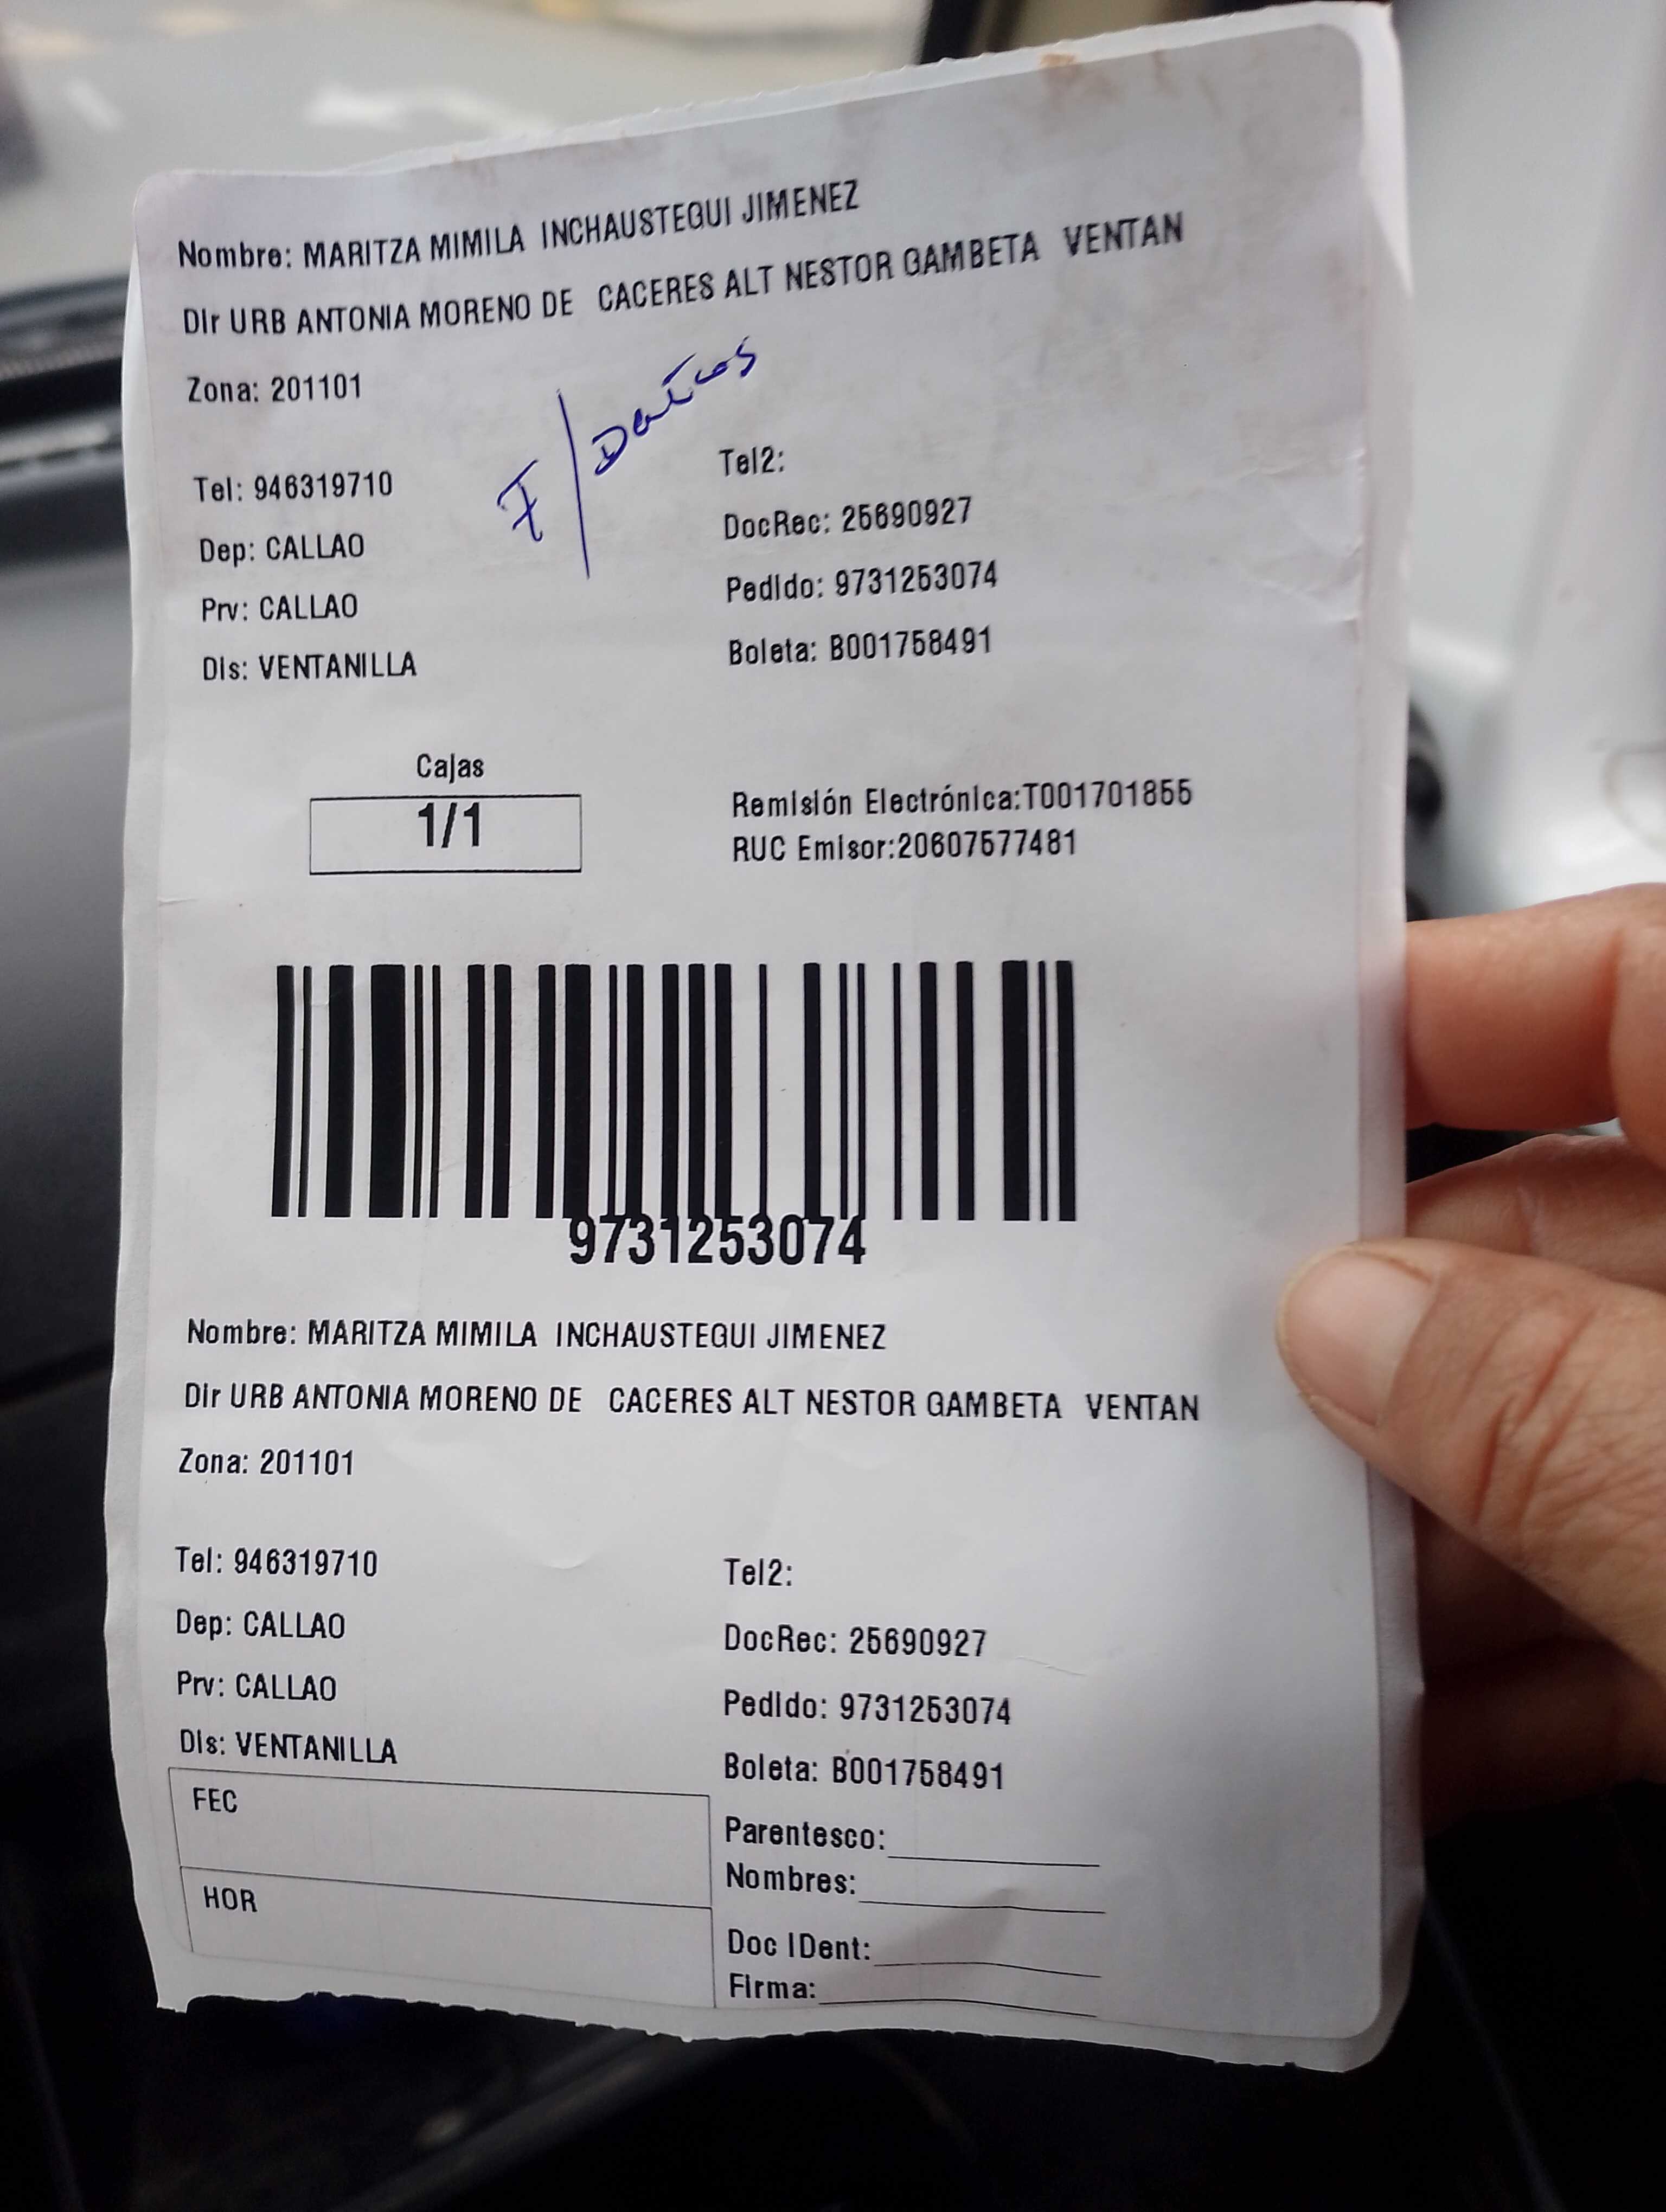 Nombre: MARITZA MIMILA INCHAUSTEGUI JIMENEZ
Dir URB ANTONIA MORENO DE CACERES ALT NESTOR GAMBETA VENTAN
Zona: 201101
F/Datos
Tel: 946319710
Tel2:
Dep: CALLAO
DocRec: 25690927
Prv: CALLAO
Pedido: 9731253074
Dis: VENTANILLA
Boleta: B001758491
Cajas
1/1
Remisión Electrónica:T001701855
RUC Emisor:20607577481
9731253074
Nombre: MARITZA MIMILA INCHAUSTEGUI JIMENEZ
Dir URB ANTONIA MORENO DE CACERES ALT NESTOR GAMBETA VENTAN
Zona: 201101
Tel: 946319710
Tel2:
Dep: CALLAO
DocRec: 25690927
Prv: CALLAO
Pedido: 9731253074
Dis: VENTANILLA
Boleta: B001758491
FEC
Parentesco:
Nombres:
HOR
Doc IDent:
Firma: